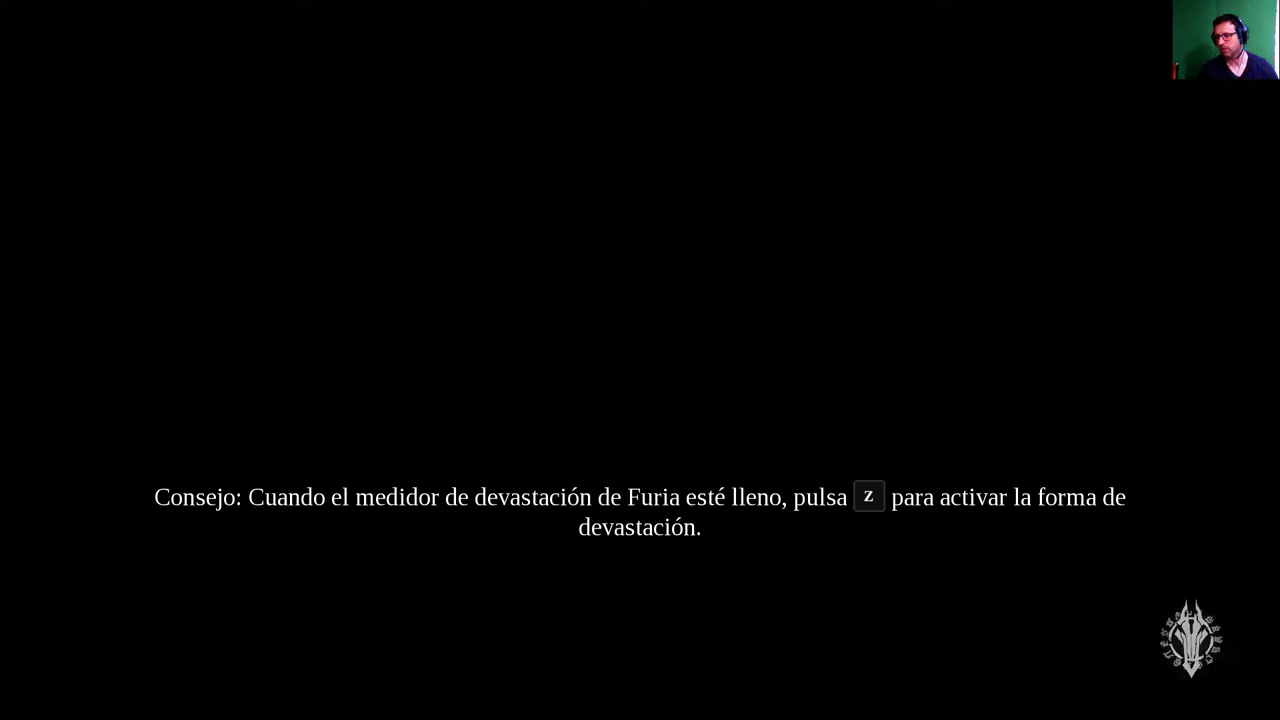 Consejo: Cuando el medidor de devastación de Furia esté lleno, pulsa Z para activar la forma de
devastación.